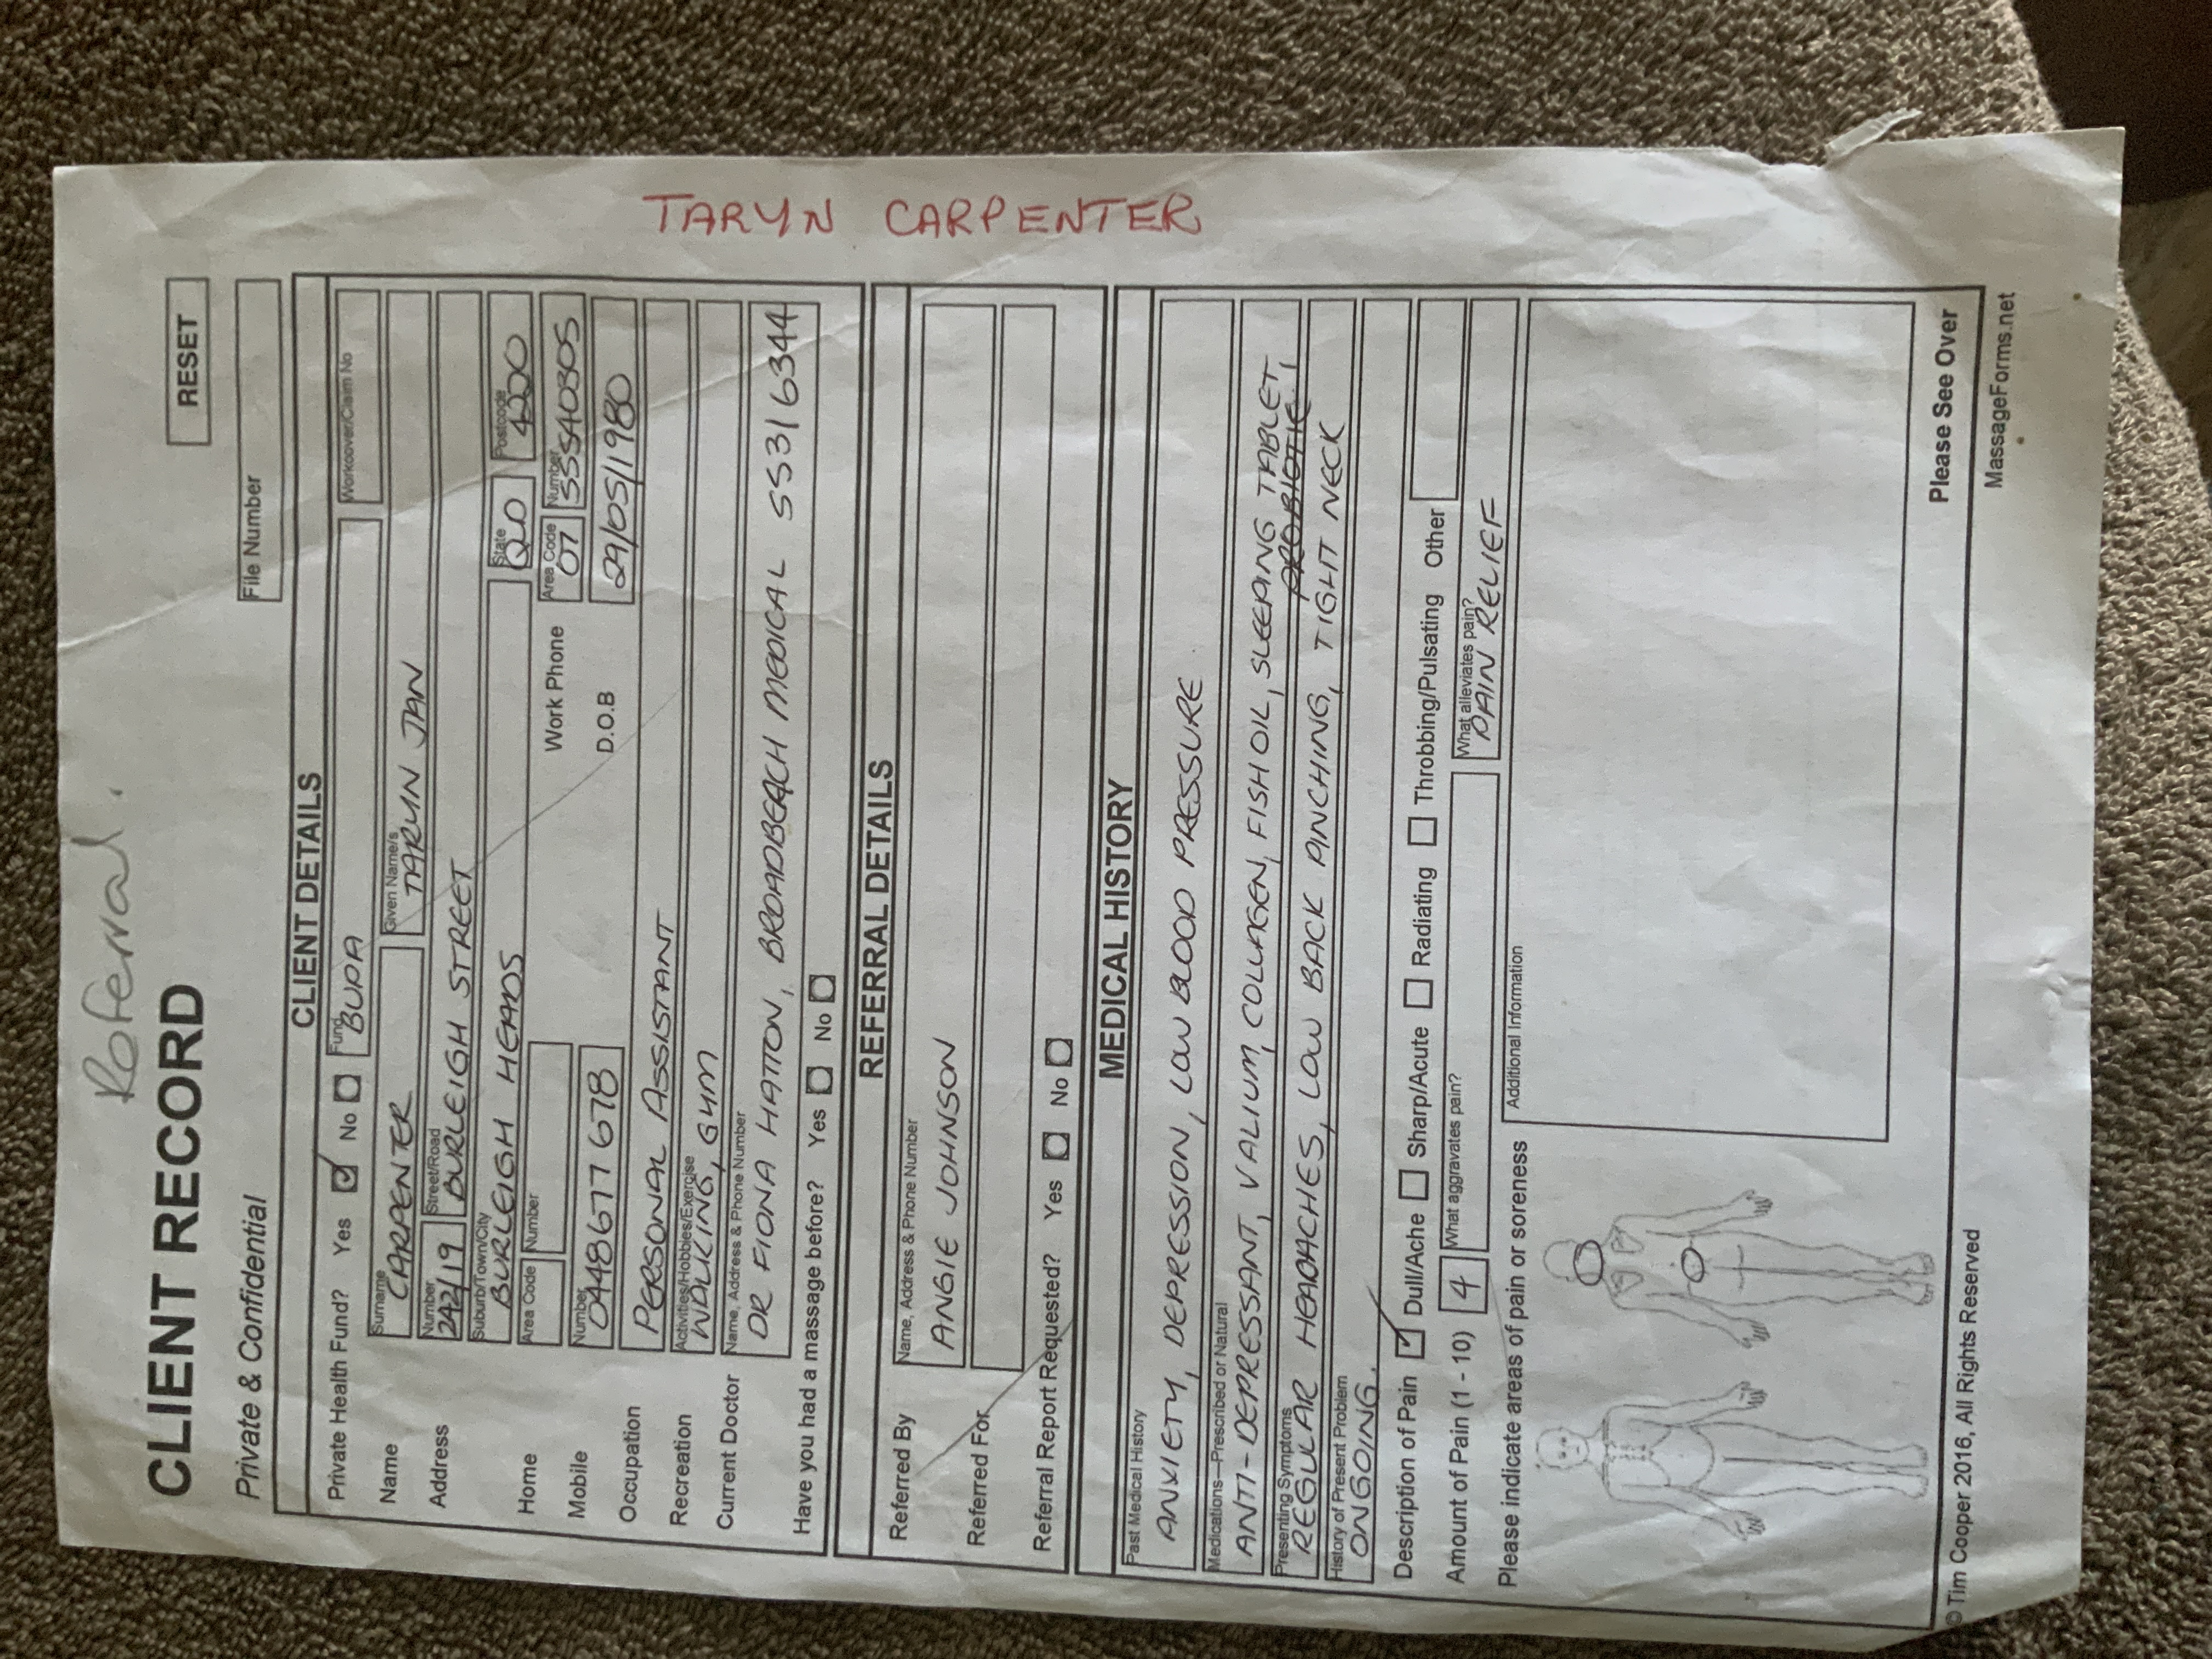 Referral.
CLIENT RECORD
RESET
Private & Confidential
File Number
CLIENT DETAILS
Private Health Fund? Yes No Fund BUPA Workcover/Claim No
Name Surname CARPENTER Given Name/s TARYN JAN
Address Number 242/19 Street/Road BURLEIGH STREET
Suburb/Town/City BURLEIGH HEADS State QLD Postcode 4220
Home Area Code Number Work Phone Area Code 07 Number 55540305
Mobile Number 0448677678 D.O.B 29/05/1980
Occupation PERSONAL ASSISTANT
Recreation Activities/Hobbies/Exercise WALKING, GYM
Current Doctor Name, Address & Phone Number DR FIONA HATTON, BROADBEACH MEDICAL 5531 6344
Have you had a massage before? Yes No
REFERRAL DETAILS
Referred By Name, Address & Phone Number ANGIE JOHNSON
Referred For
Referral Report Requested? Yes No
MEDICAL HISTORY
Past Medical History
ANXIETY, DEPRESSION, LOW BLOOD PRESSURE
Medications—Prescribed or Natural
ANTI-DEPRESSANT, VALIUM, COLLAGEN, FISH OIL, SLEEPING TABLET,
PROBIOTIC,
Presenting Symptoms
REGULAR HEADACHES, LOW BACK PINCHING, TIGHT NECK
History of Present Problem
ONGOING.
Description of Pain Dull/Ache Sharp/Acute Radiating Throbbing/Pulsating Other
Amount of Pain (1 - 10) 4 What aggravates pain? What alleviates pain? PAIN RELIEF
Please indicate areas of pain or soreness Additional Information
Please See Over
© Tim Cooper 2016, All Rights Reserved MassageForms.net
TARYN CARPENTER